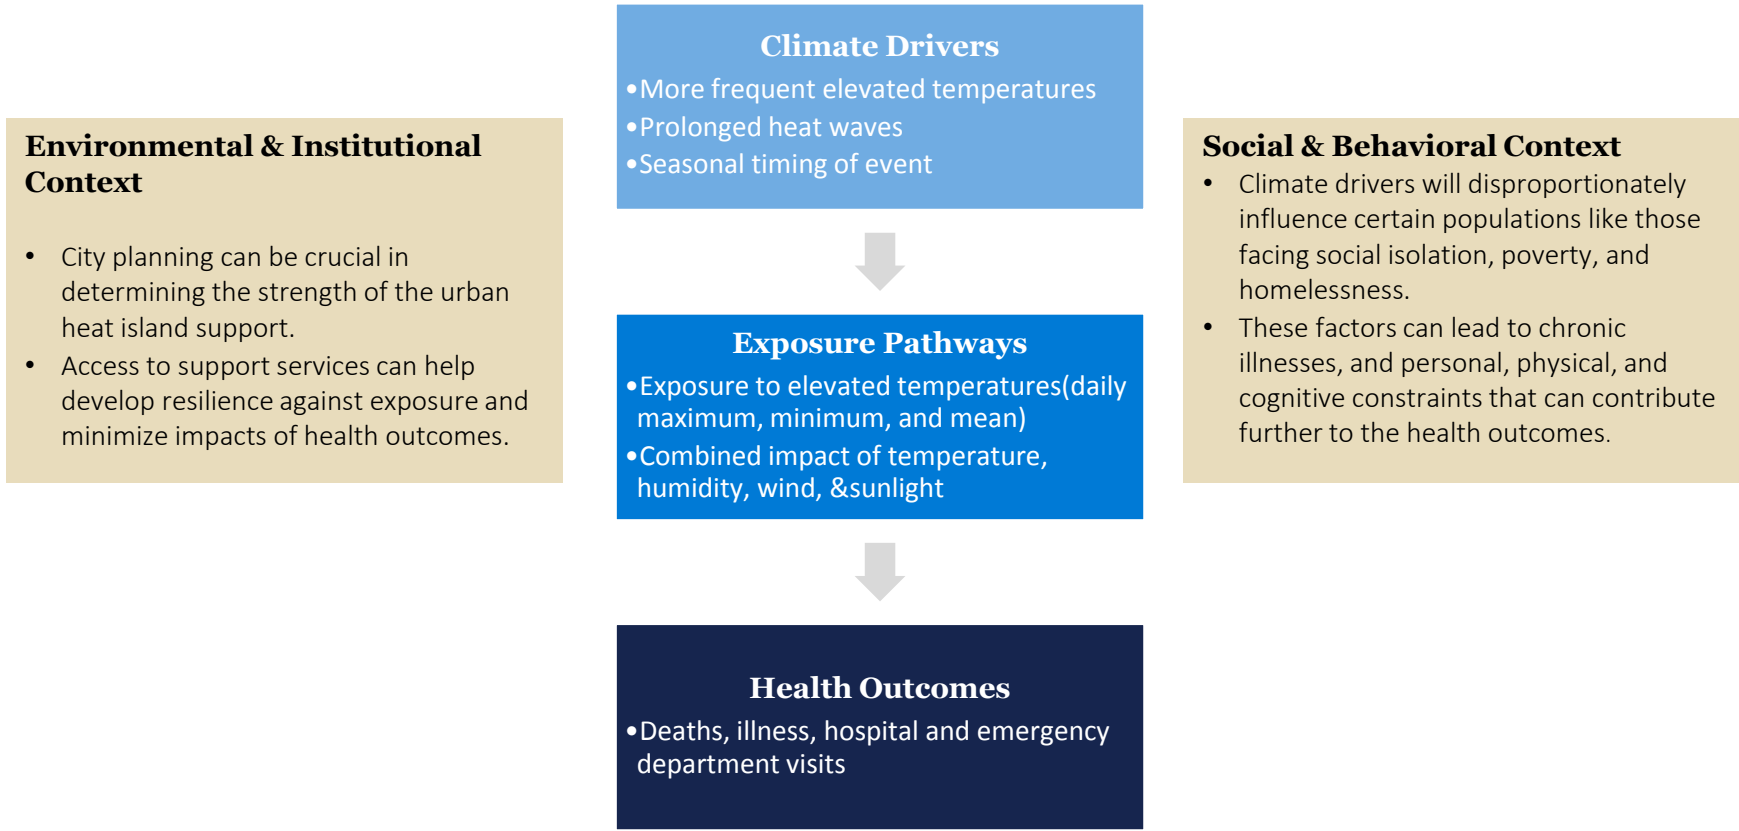 Climate Drivers
•More frequent elevated temperatures
•Prolonged heat waves
•Seasonal timing of event
Environmental & Institutional
Context
• City planning can be crucial in
determining the strength of the urban
heat island support.
• Access to support services can help
develop resilience against exposure and
minimize impacts of health outcomes.
Exposure Pathways
•Exposure to elevated temperatures(daily
maximum, minimum, and mean)
•Combined impact of temperature,
humidity, wind, &sunlight
Social & Behavioral Context
• Climate drivers will disproportionately
influence certain populations like those
facing social isolation, poverty, and
homelessness.
• These factors can lead to chronic
illnesses, and personal, physical, and
cognitive constraints that can contribute
further to the health outcomes.
Health Outcomes
•Deaths, illness, hospital and emergency
department visits